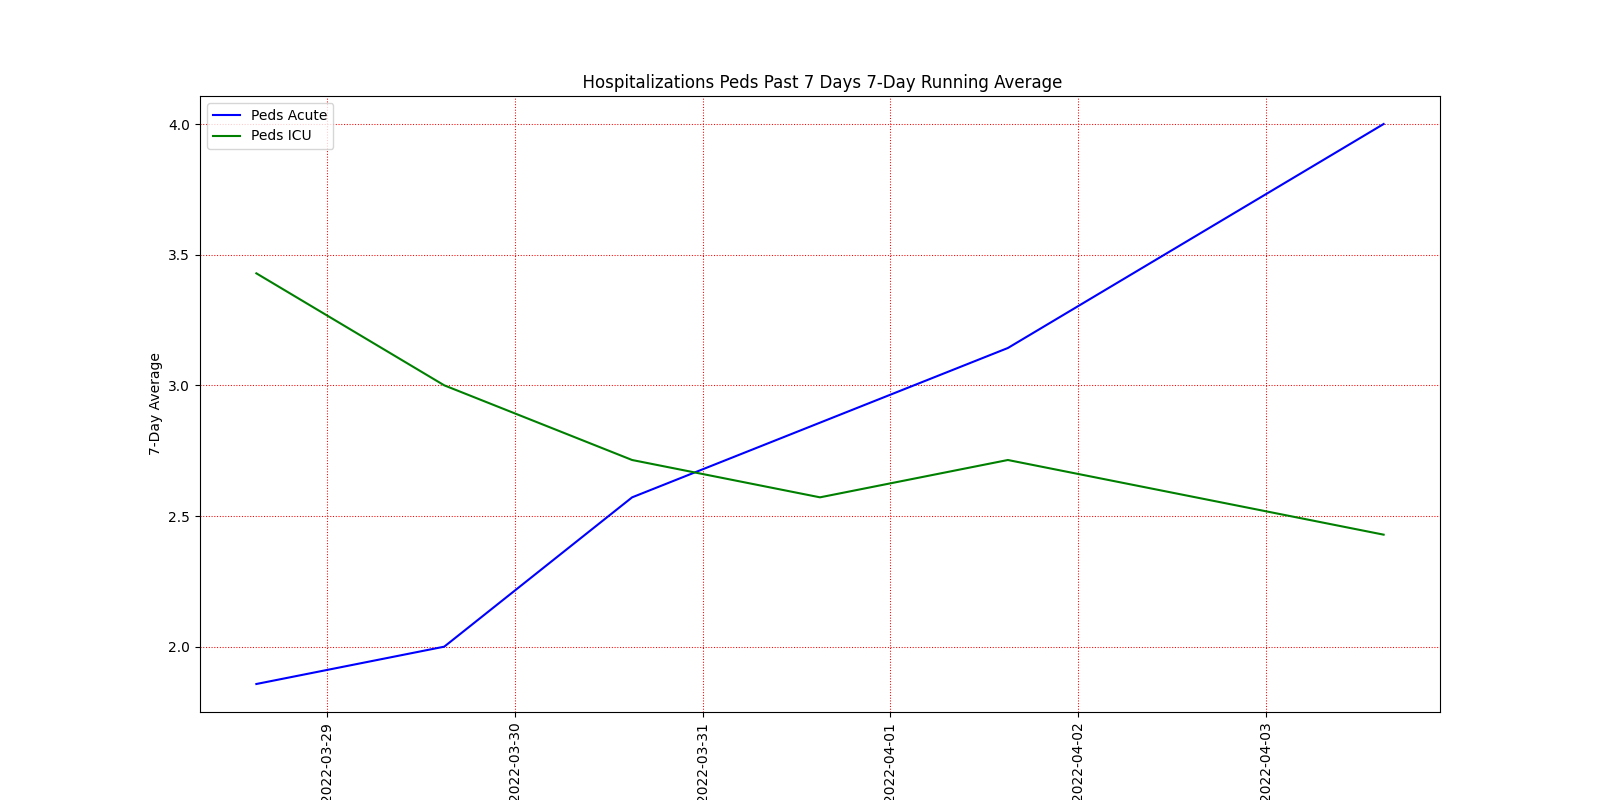 Hospitalizations Peds Past 7 Days 7-Day Running Average
Peds Acute
Peds ICU
7-Day Average
4.0
3.5
3.0
2.5
2.0
2022-03-29
2022-03-30
2022-03-31
2022-04-01
2022-04-02
2022-04-03